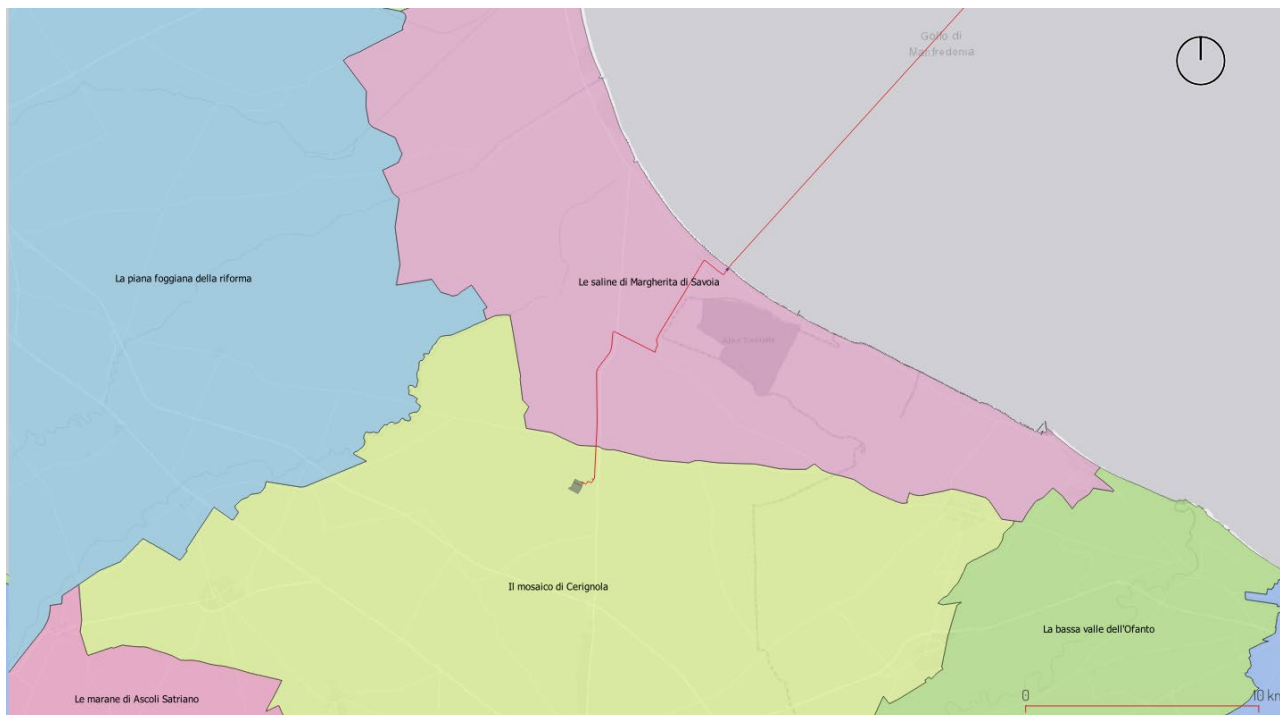 Golfo di
Manfredonia
La piana foggiana della riforma
Le saline di Margherita di Savoia
Il mosaico di Cerignola
La bassa valle dell'Ofanto
Le marane di Ascoli Satriano
0
10 km